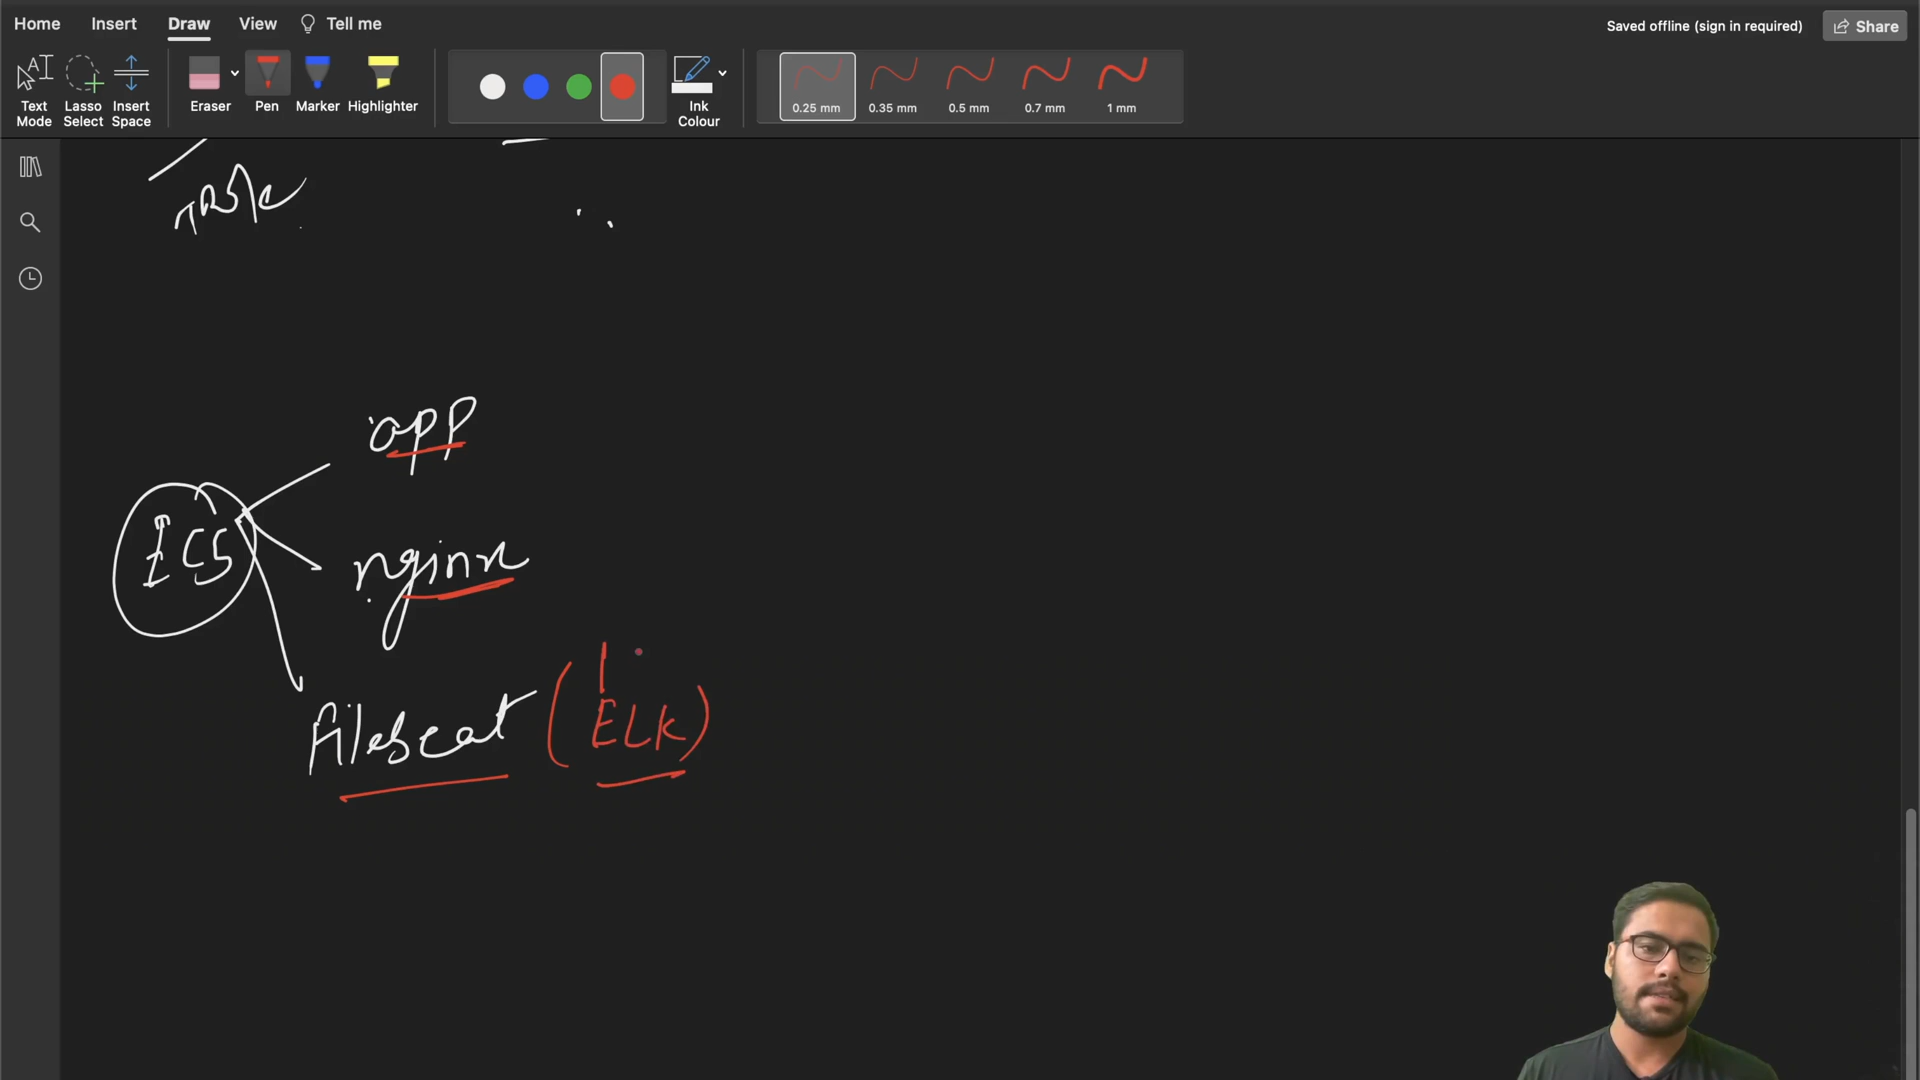 Home Insert Draw View Tell me
Saved offline (sign in required) Share
Text Mode
Lasso Select
Insert Space
Eraser
Pen
Marker
Highlighter
Ink Colour
0.25 mm 0.35 mm 0.5 mm 0.7 mm 1 mm
app
ECS
nginx
filebeat (ELK)